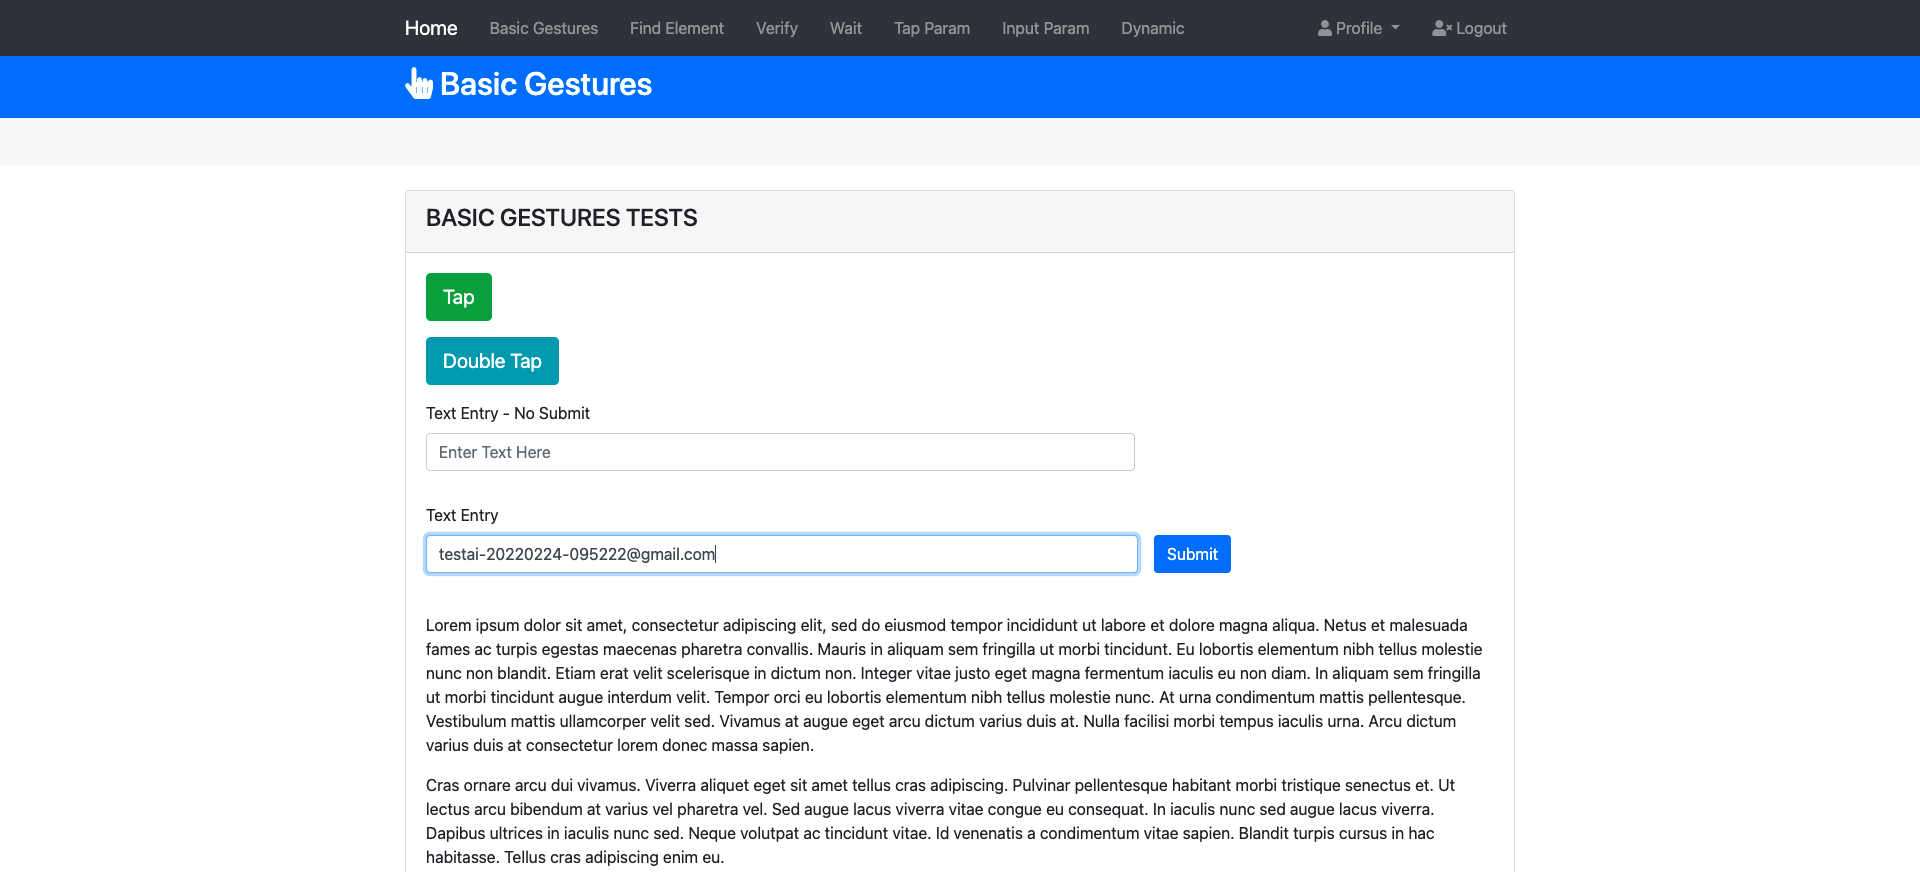 Home Basic Gestures Find Element Verify Wait Tap Param Input Param Dynamic Profile Logout
Basic Gestures
BASIC GESTURES TESTS
Tap
Double Tap
Text Entry - No Submit
Enter Text Here
Text Entry
testai-20220224-095222@gmail.com Submit
Lorem ipsum dolor sit amet, consectetur adipiscing elit, sed do eiusmod tempor incididunt ut labore et dolore magna aliqua. Netus et malesuada
fames ac turpis egestas maecenas pharetra convallis. Mauris in aliquam sem fringilla ut morbi tincidunt. Eu lobortis elementum nibh tellus molestie
nunc non blandit. Etiam erat velit scelerisque in dictum non. Integer vitae justo eget magna fermentum iaculis eu non diam. In aliquam sem fringilla
ut morbi tincidunt augue interdum velit. Tempor orci eu lobortis elementum nibh tellus molestie nunc. At urna condimentum mattis pellentesque.
Vestibulum mattis ullamcorper velit sed. Vivamus at augue eget arcu dictum varius duis at. Nulla facilisi morbi tempus iaculis urna. Arcu dictum
varius duis at consectetur lorem donec massa sapien.
Cras ornare arcu dui vivamus. Viverra aliquet eget sit amet tellus cras adipiscing. Pulvinar pellentesque habitant morbi tristique senectus et. Ut
lectus arcu bibendum at varius vel pharetra vel. Sed augue lacus viverra vitae congue eu consequat. In iaculis nunc sed augue lacus viverra.
Dapibus ultrices in iaculis nunc sed. Neque volutpat ac tincidunt vitae. Id venenatis a condimentum vitae sapien. Blandit turpis cursus in hac
habitasse. Tellus cras adipiscing enim eu.